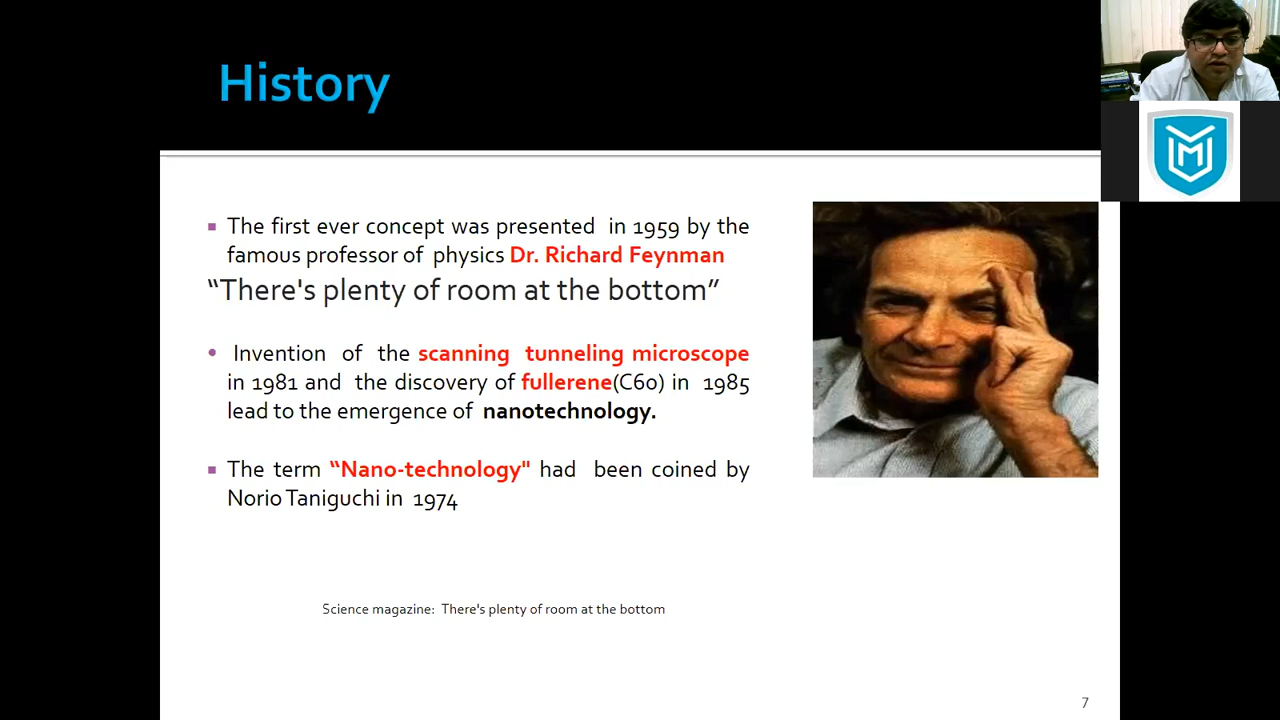 History
The first ever concept was presented in 1959 by the
famous professor of physics Dr. Richard Feynman
“There's plenty of room at the bottom”
Invention of the scanning tunneling microscope
in 1981 and the discovery of fullerene(C60) in 1985
lead to the emergence of nanotechnology.
The term “Nano-technology" had been coined by
Norio Taniguchi in 1974
Science magazine: There's plenty of room at the bottom
7